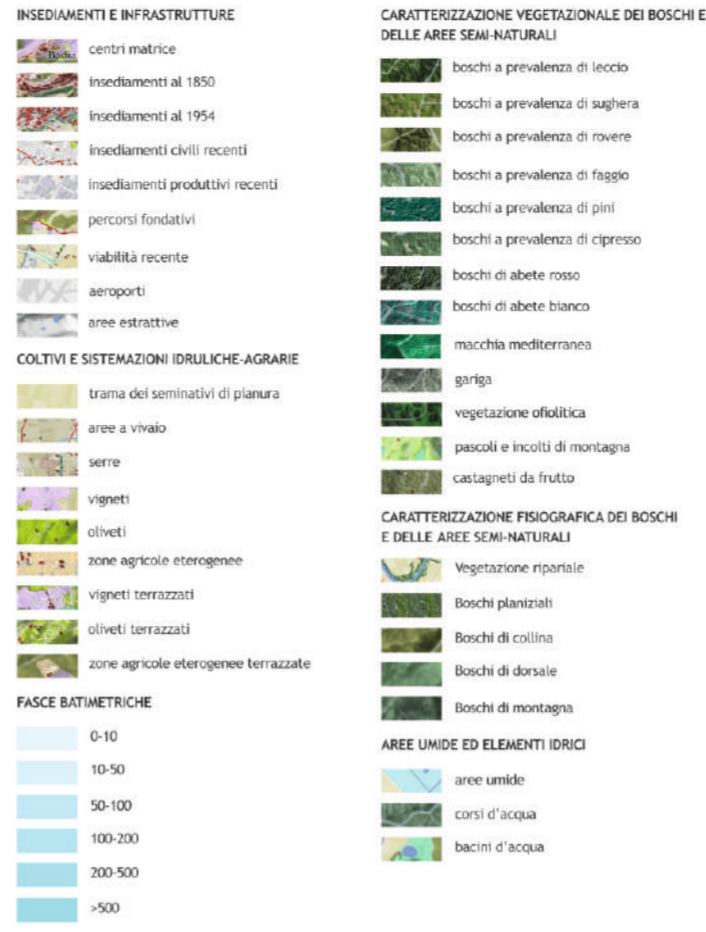 INSEDIAMENTI E INFRASTRUTTURE
Badia
centri matrice
insediamenti al 1850
insediamenti al 1954
insediamenti civili recenti
insediamenti produttivi recenti
percorsi fondativi
viabilità recente
aeroporti
aree estrattive
COLTIVI E SISTEMAZIONI IDRULICHE-AGRARIE
trama dei seminativi di pianura
aree a vivaio
serre
vigneti
oliveti
zone agricole eterogenee
vigneti terrazzati
oliveti terrazzati
zone agricole eterogenee terrazzate
FASCE BATIMETRICHE
0-10
10-50
50-100
100-200
200-500
>500
CARATTERIZZAZIONE VEGETAZIONALE DEI BOSCHI E
DELLE AREE SEMI-NATURALI
boschi a prevalenza di leccio
boschi a prevalenza di sughera
boschi a prevalenza di rovere
boschi a prevalenza di faggio
boschi a prevalenza di pini
boschi a prevalenza di cipresso
boschi di abete rosso
boschi di abete bianco
macchia mediterranea
gariga
vegetazione ofiolitica
pascoli e incolti di montagna
castagneti da frutto
CARATTERIZZAZIONE FISIOGRAFICA DEI BOSCHI
E DELLE AREE SEMI-NATURALI
Vegetazione ripariale
Boschi planiziali
Boschi di collina
Boschi di dorsale
Boschi di montagna
AREE UMIDE ED ELEMENTI IDRICI
aree umide
corsi d'acqua
bacini d'acqua